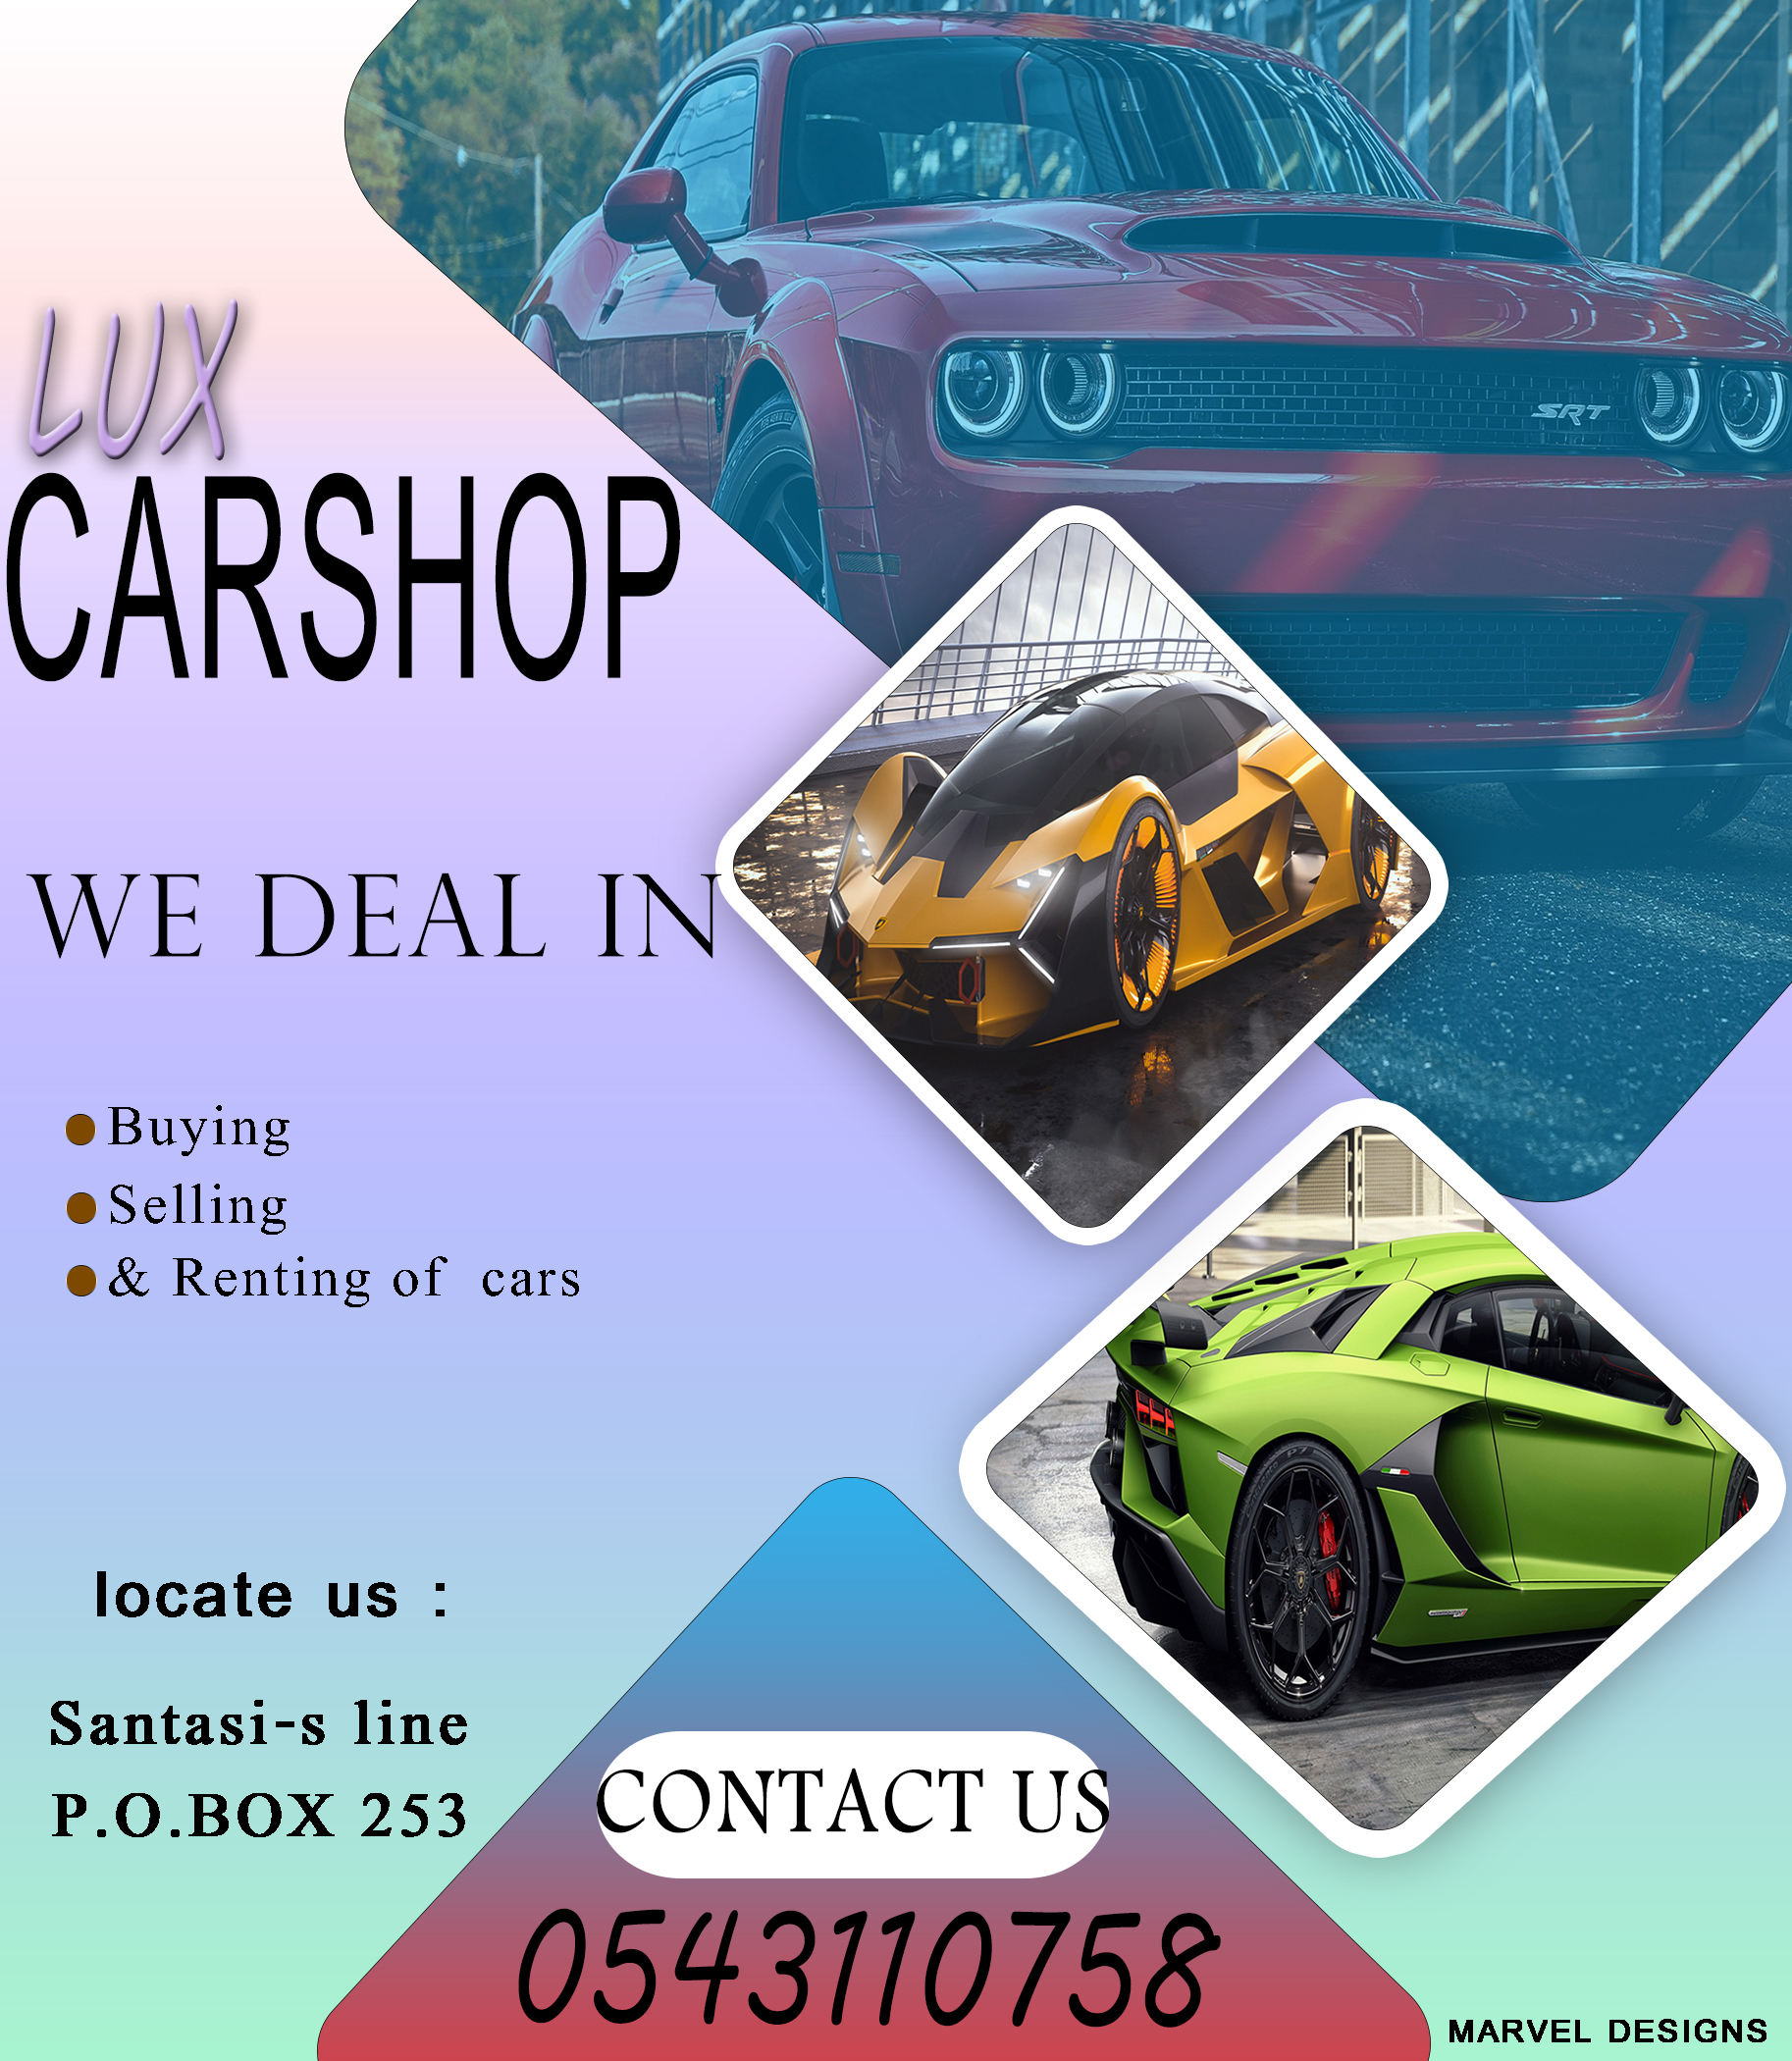 LUX
CARSHOP
SRT
WE DEAL IN
Buying
Selling
& Renting of cars
locate us :
Santasi-s line
P.O.BOX 253
CONTACT US
0543110758
MARVEL DESIGNS